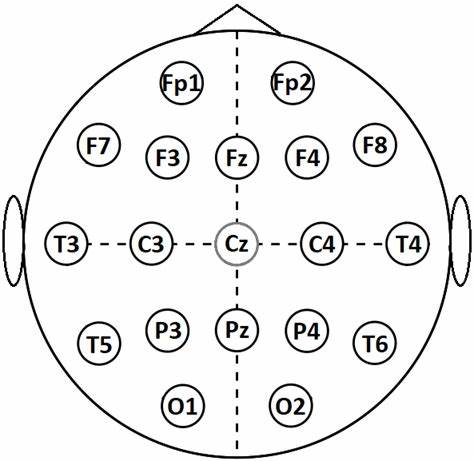 Fp1 Fp2
F7 F3 Fz F4 F8
T3 C3 Cz C4 T4
T5 P3 Pz P4 T6
O1 O2